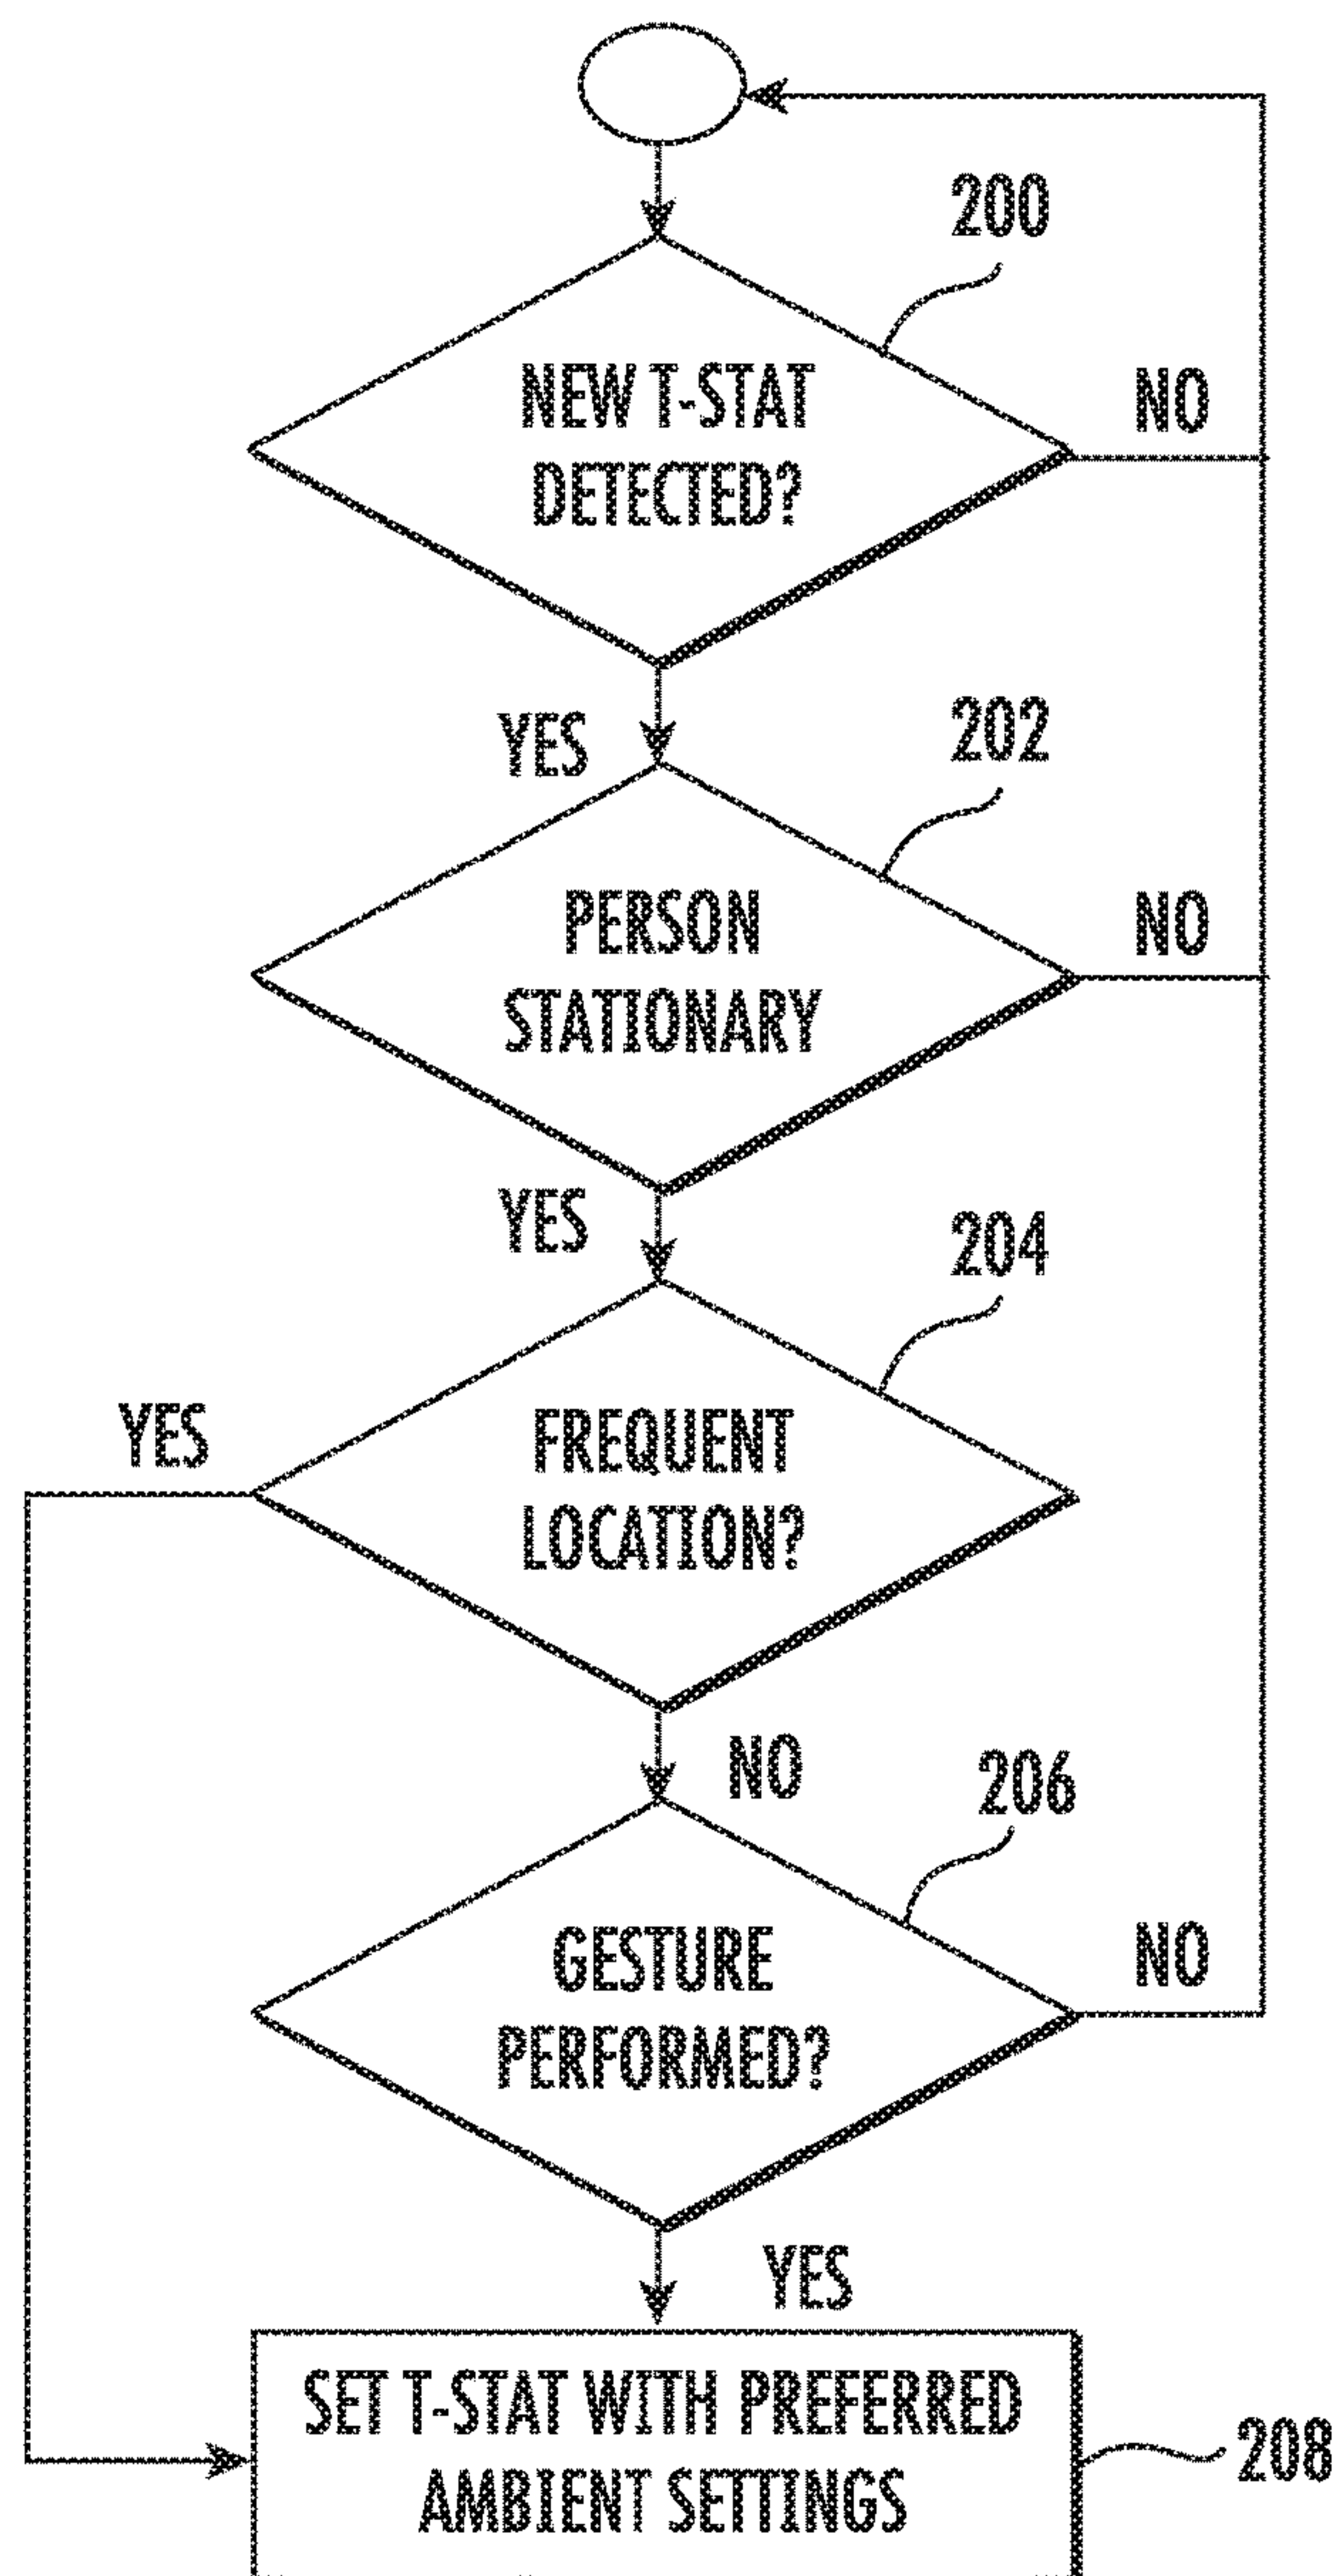 200
NEW T-STAT
DETECTED?
NO
YES
202
PERSON
STATIONARY
NO
YES
204
YES
FREQUENT
LOCATION?
NO
206
GESTURE
PERFORMED?
NO
YES
SET T-STAT WITH PREFERRED
AMBIENT SETTINGS
208